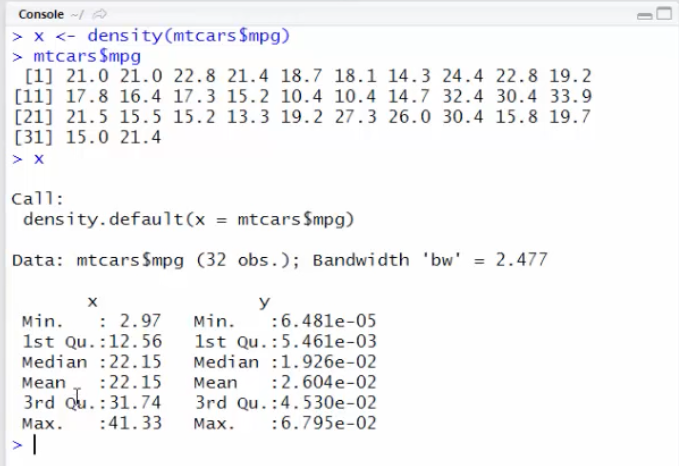 Console ~/
> x <- density(mtcars$mpg)
> mtcars$mpg
[1] 21.0 21.0 22.8 21.4 18.7 18.1 14.3 24.4 22.8 19.2
[11] 17.8 16.4 17.3 15.2 10.4 10.4 14.7 32.4 30.4 33.9
[21] 21.5 15.5 15.2 13.3 19.2 27.3 26.0 30.4 15.8 19.7
[31] 15.0 21.4
> x
Call:
density.default(x = mtcars$mpg)
Data: mtcars$mpg (32 obs.); Bandwidth 'bw' = 2.477
x y
Min. : 2.97 Min. :6.481e-05
1st Qu.:12.56 1st Qu.:5.461e-03
Median :22.15 Median :1.926e-02
Mean :22.15 Mean :2.604e-02
3rd Qu.:31.74 3rd Qu.:4.530e-02
Max. :41.33 Max. :6.795e-02
>